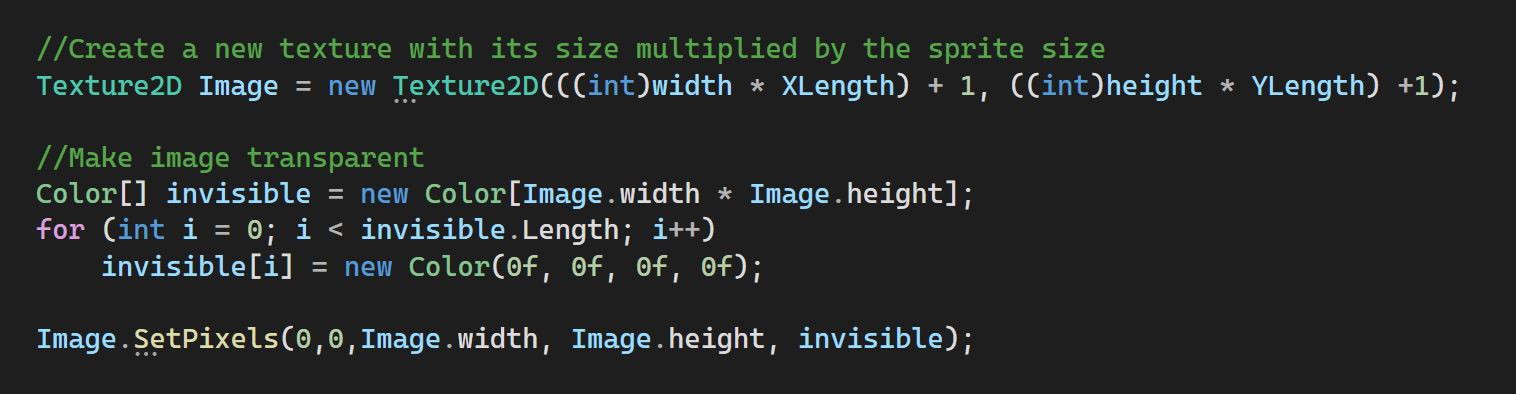 //Create a new texture with its size multiplied by the sprite size
Texture2D Image = new Texture2D(((int)width * XLength) + 1, ((int)height * YLength) +1);
//Make image transparent
Color[] invisible = new Color[Image.width * Image.height];
for (int i = 0; i < invisible.Length; i++)
    invisible[i] = new Color(0f, 0f, 0f, 0f);
Image.SetPixels(0,0,Image.width, Image.height, invisible);